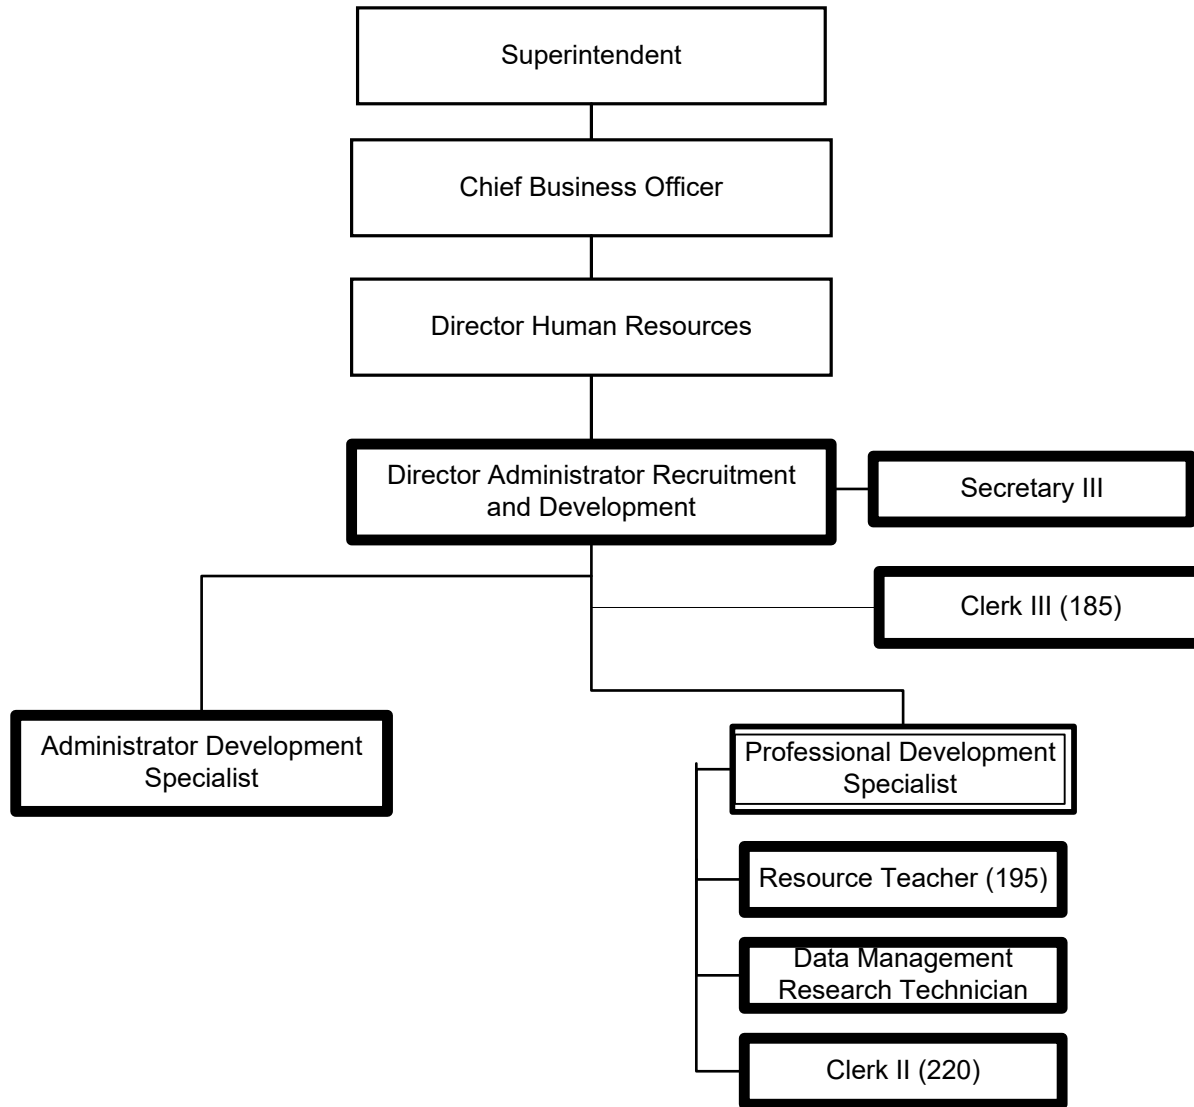 Superintendent
Chief Business Officer
Director Human Resources
Director Administrator Recruitment
and Development
Secretary III
Clerk III (185)
Administrator Development
Specialist
Professional Development
Specialist
Resource Teacher (195)
Data Management
Research Technician
Clerk II (220)